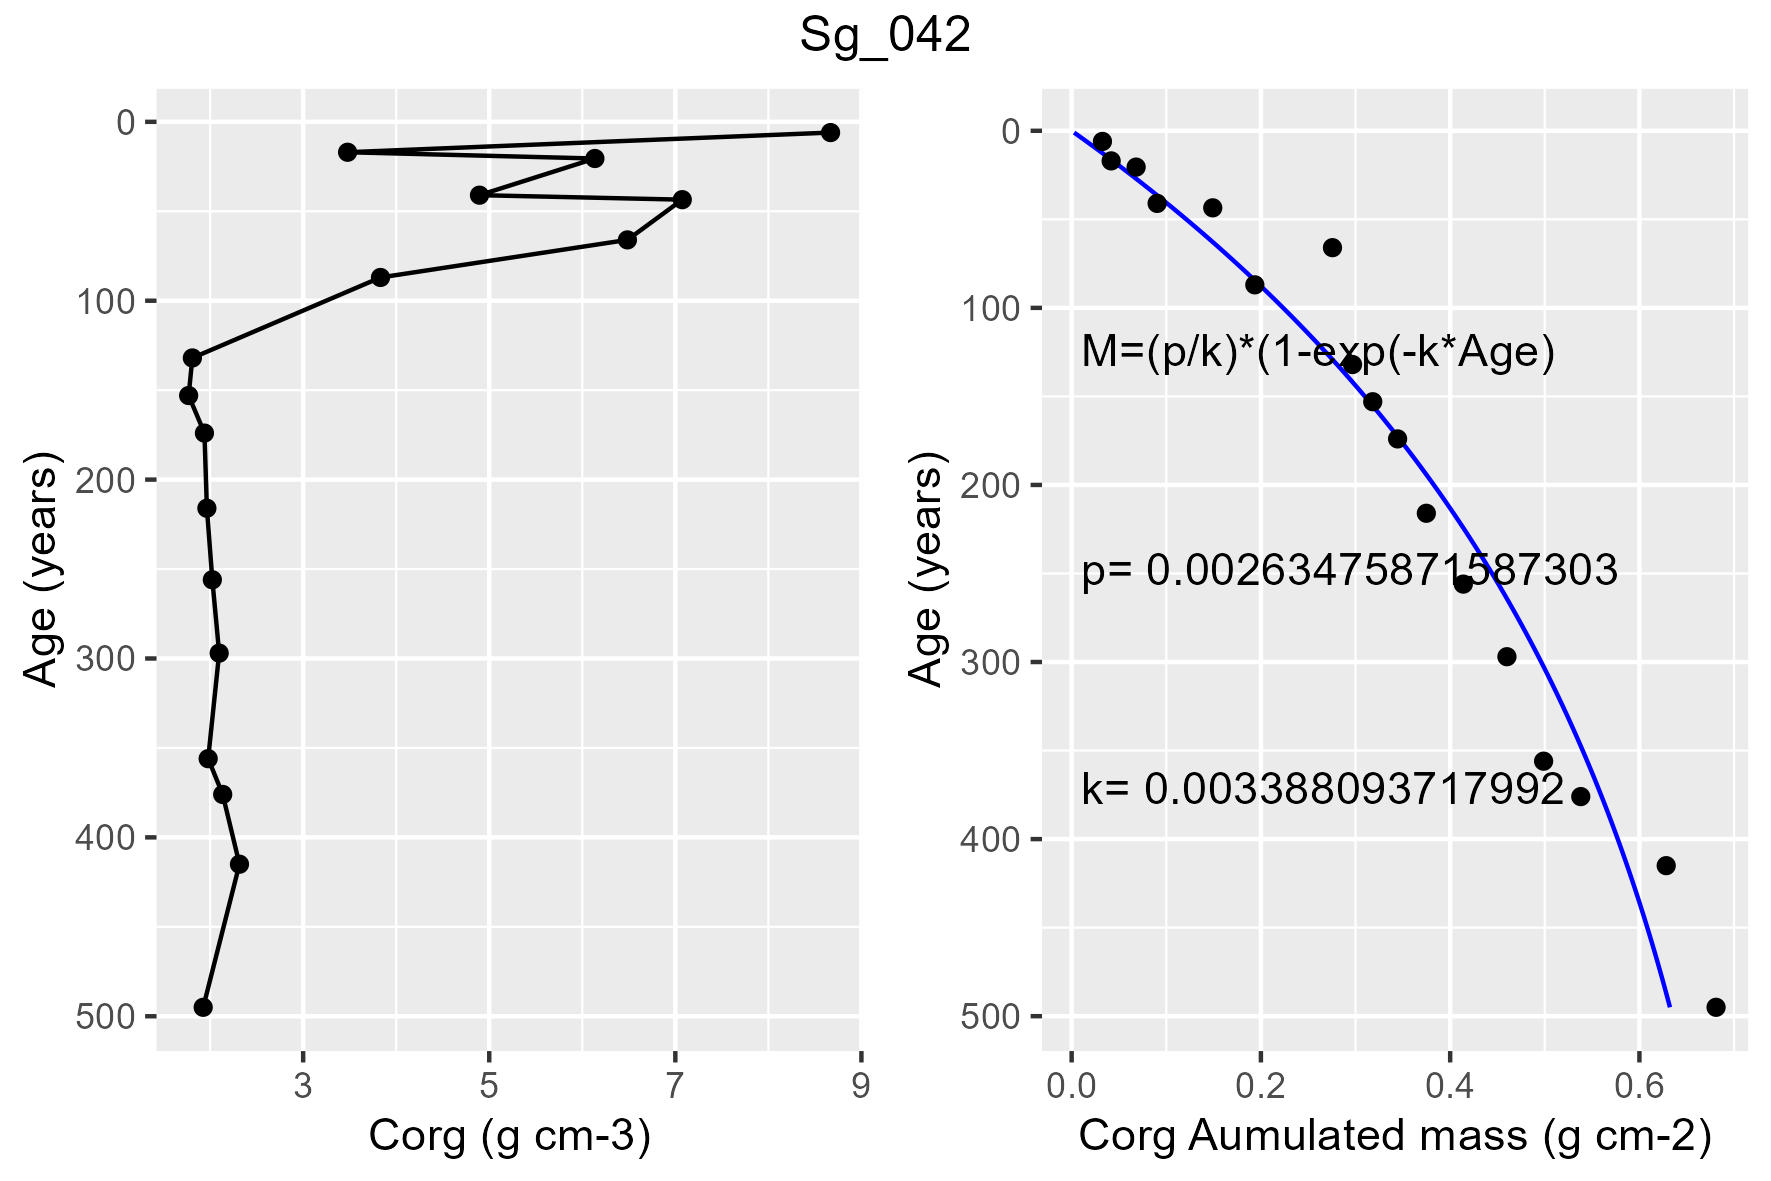 Sg_042
0
100
200
300
400
500
Age (years)
3
5
7
9
Corg (g cm-3)
0
100
200
300
400
500
Age (years)
M=(p/k)*(1-exp(-k*Age)
p= 0.00263475871587303
k= 0.003388093717992
0.0
0.2
0.4
0.6
Corg Aumulated mass (g cm-2)